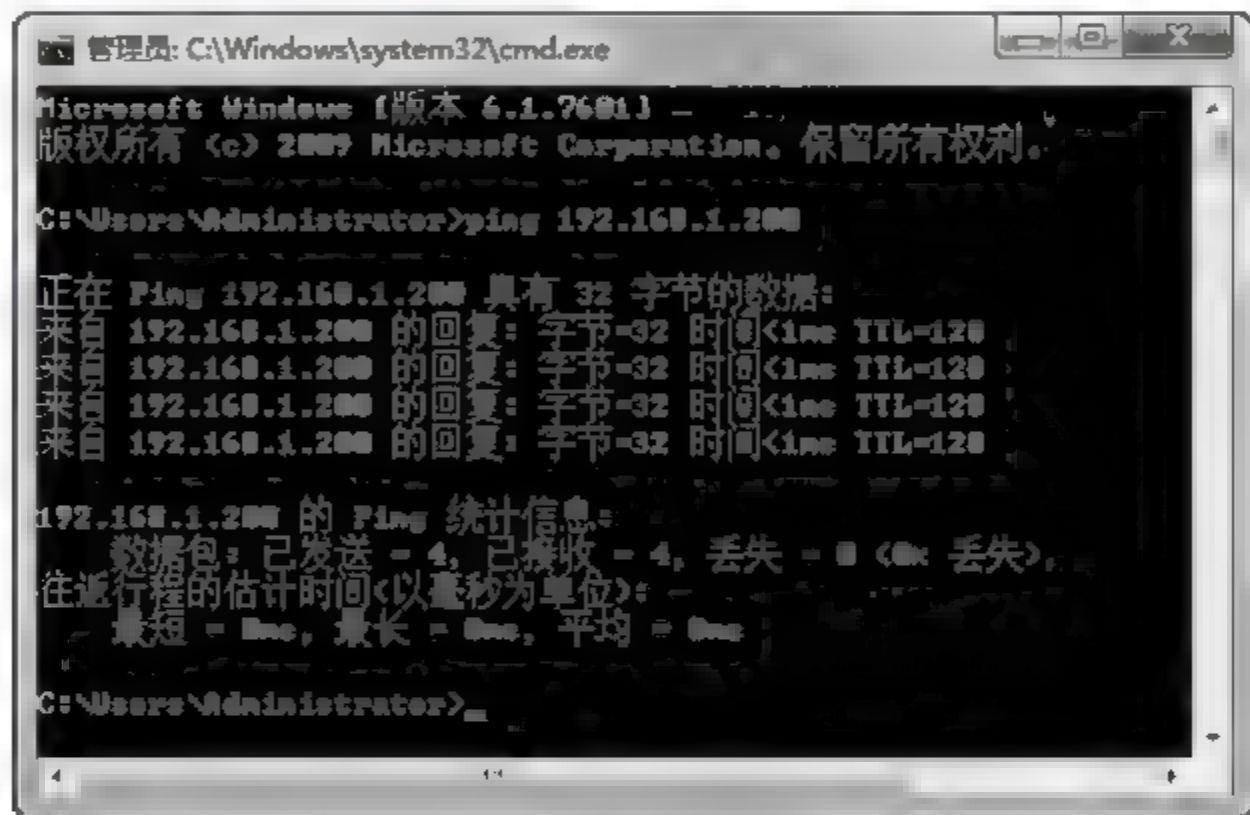 管理员: C:\Windows\system32\cmd.exe
Microsoft Windows [版本 6.1.7601]
版权所有 (c) 2009 Microsoft Corporation。保留所有权利。
C:\Users\Administrator>ping 192.168.1.200
正在 Ping 192.168.1.200 具有 32 字节的数据:
来自 192.168.1.200 的回复: 字节=32 时间<1ms TTL=128
来自 192.168.1.200 的回复: 字节=32 时间<1ms TTL=128
来自 192.168.1.200 的回复: 字节=32 时间<1ms TTL=128
来自 192.168.1.200 的回复: 字节=32 时间<1ms TTL=128
192.168.1.200 的 Ping 统计信息:
数据包: 已发送 = 4, 已接收 = 4, 丢失 = 0 (0% 丢失),
往返行程的估计时间(以毫秒为单位):
最短 = 0ms, 最长 = 0ms, 平均 = 0ms
C:\Users\Administrator>_